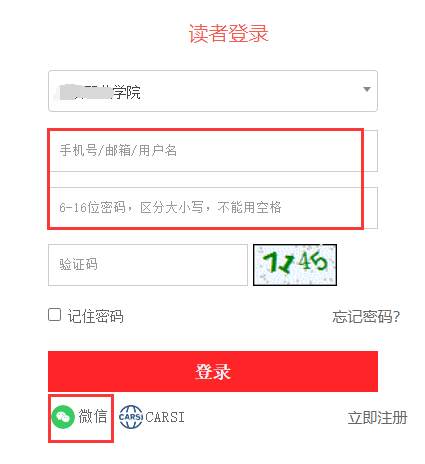 读者登录
学院
手机号/邮箱/用户名
6-16位密码，区分大小写，不能用空格
验证码
7145
记住密码
忘记密码?
登录
微信
CARSI
CARSI
立即注册